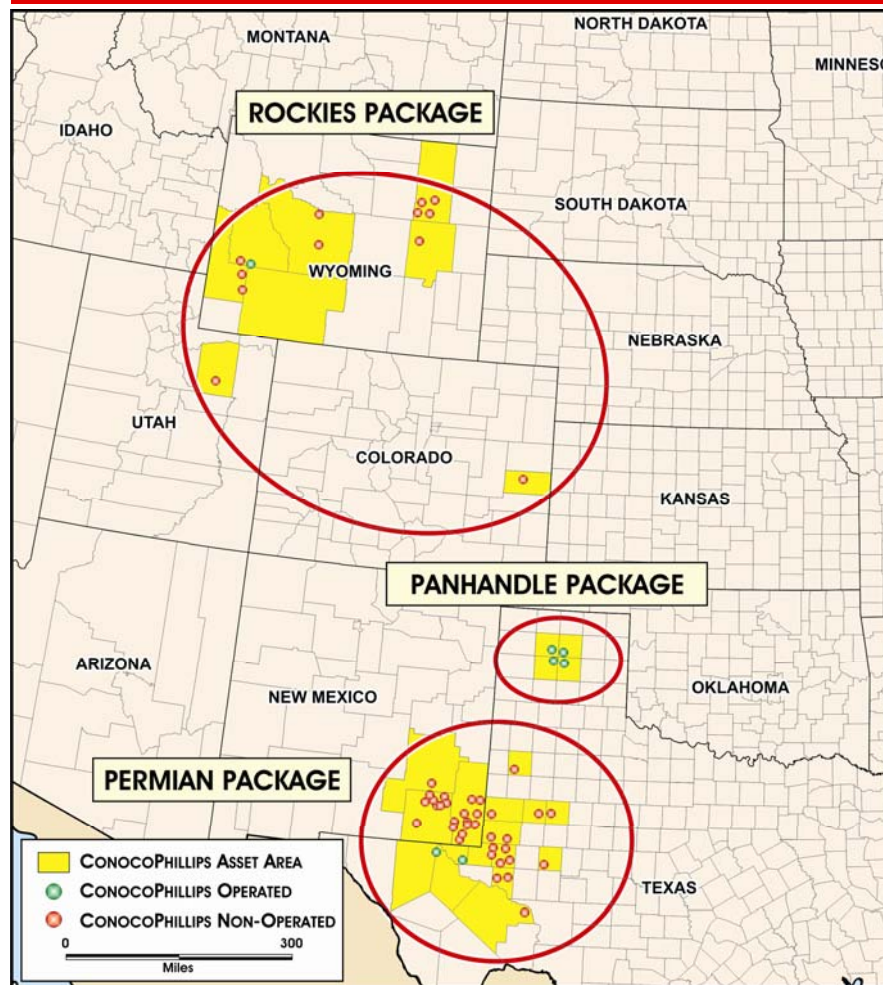 MONTANA
NORTH DAKOTA
MINNESO
ROCKIES PACKAGE
IDAHO
SOUTH DAKOTA
WYOMING
NEBRASKA
UTAH
COLORADO
KANSAS
PANHANDLE PACKAGE
ARIZONA
NEW MEXICO
OKLAHOMA
PERMIAN PACKAGE
CONOCOPHILLIPS ASSET AREA
CONOCOPHILLIPS OPERATED
CONOCOPHILLIPS NON-OPERATED
TEXAS
0 300
Miles